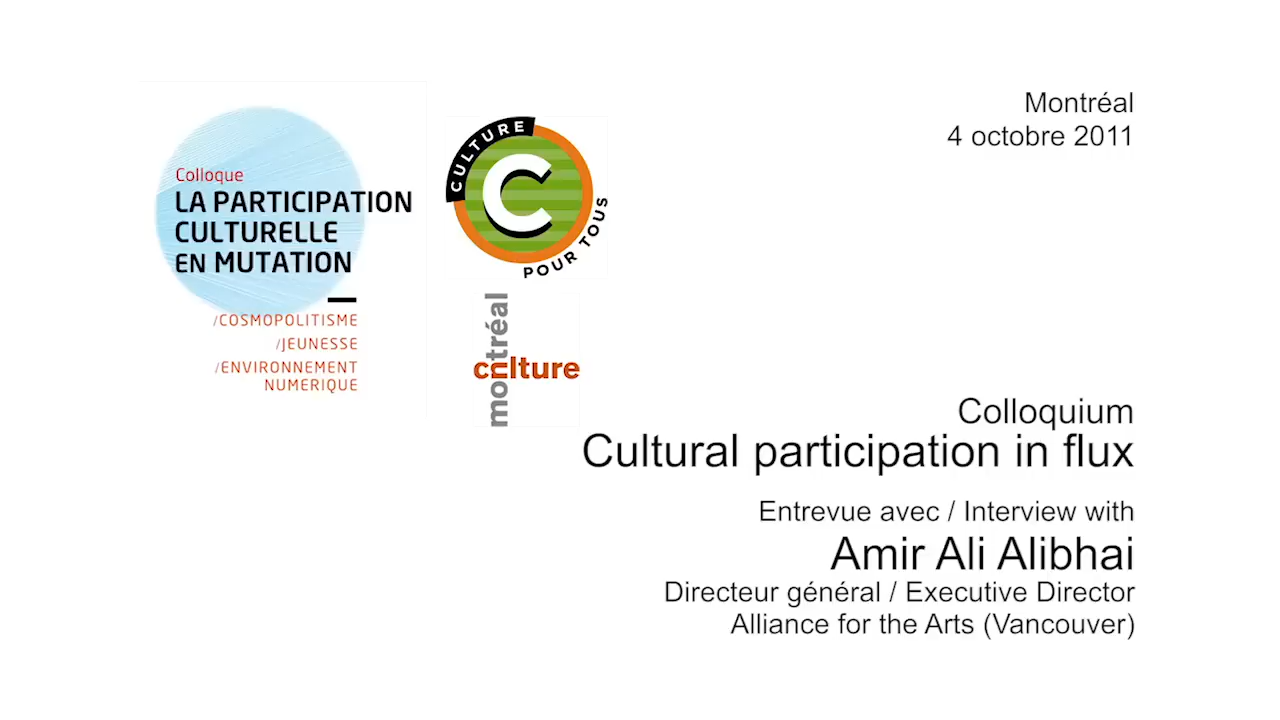 Colloque
LA PARTICIPATION
CULTURELLE
EN MUTATION
/COSMOPOLITISME
/JEUNESSE
/ENVIRONNEMENT
NUMERIQUE
CULTURE
C
POUR TOUS
montréal
culture
Montréal
4 octobre 2011
Colloquium
Cultural participation in flux
Entrevue avec / Interview with
Amir Ali Alibhai
Directeur général / Executive Director
Alliance for the Arts (Vancouver)